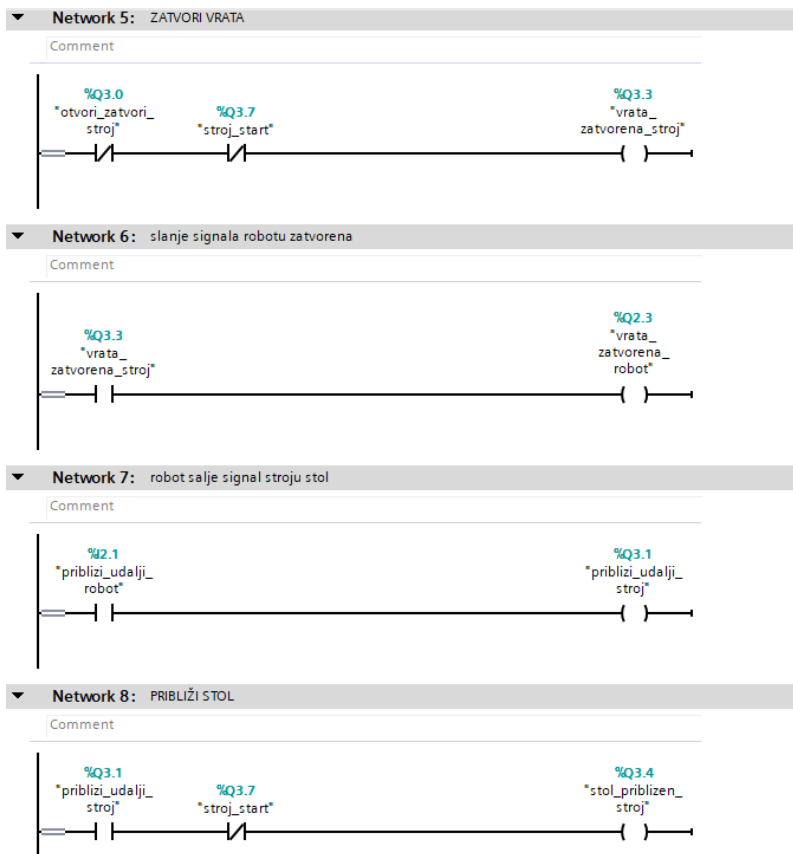 Network 5: ZATVORI VRATA
Comment
%Q3.0
"otvori_zatvori_
stroj"
%Q3.7
"stroj_start"
%Q3.3
"vrata_
zatvorena_stroj"
Network 6: slanje signala robotu zatvorena
Comment
%Q3.3
"vrata_
zatvorena_stroj"
%Q2.3
"vrata_
zatvorena_
robot"
Network 7: robot salje signal stroju stol
Comment
%I2.1
"priblizi_udalji_
robot"
%Q3.1
"priblizi_udalji_
stroj"
Network 8: PRIBLIŽI STOL
Comment
%Q3.1
"priblizi_udalji_
stroj"
%Q3.7
"stroj_start"
%Q3.4
"stol_priblizen_
stroj"